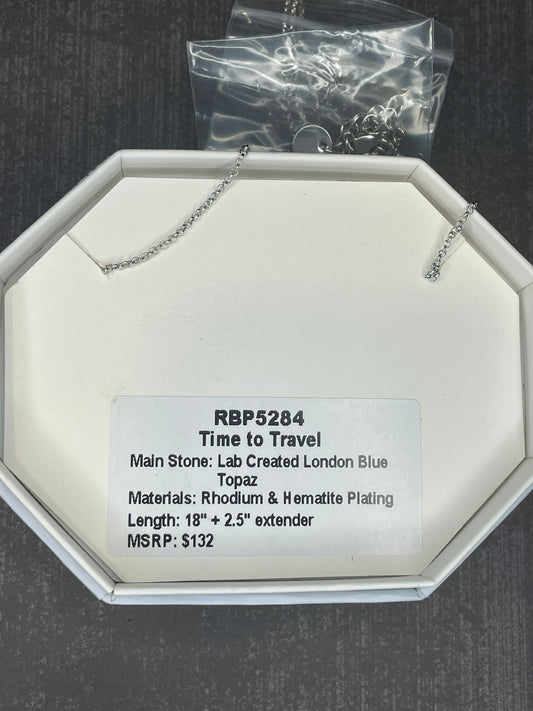 RBP5284
Time to Travel
Main Stone: Lab Created London Blue
Topaz
Materials: Rhodium & Hematite Plating
Length: 18" + 2.5" extender
MSRP: $132